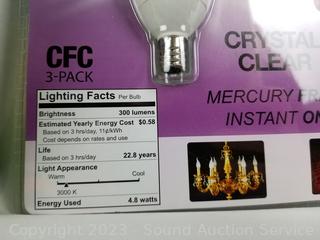 CFC
3-PACK
CRYSTAL
CLEAR
MERCURY FR
INSTANT ON
Lighting Facts Per Bulb
Brightness 300 lumens
Estimated Yearly Energy Cost $0.58
Based on 3 hrs/day, 11¢/kWh
Cost depends on rates and use
Life
Based on 3 hrs/day 22.8 years
Light Appearance
Warm Cool
3000 K
Energy Used 4.8 watts
Copyright 2023 - Sound Auction Service